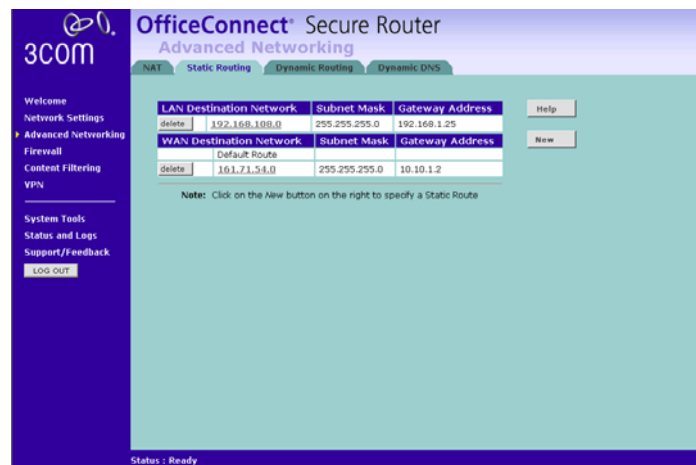 3COM
OfficeConnect® Secure Router
Advanced Networking
NAT Static Routing Dynamic Routing Dynamic DNS
Welcome
Network Settings
Advanced Networking
Firewall
Content Filtering
VPN
System Tools
Status and Logs
Support/Feedback
LOG OUT
LAN Destination Network Subnet Mask Gateway Address
delete 192.168.108.0 255.255.255.0 192.168.1.25
WAN Destination Network Subnet Mask Gateway Address
Default Route
delete 161.71.54.0 255.255.255.0 10.10.1.2
Note: Click on the New button on the right to specify a Static Route
Help
New
Status : Ready